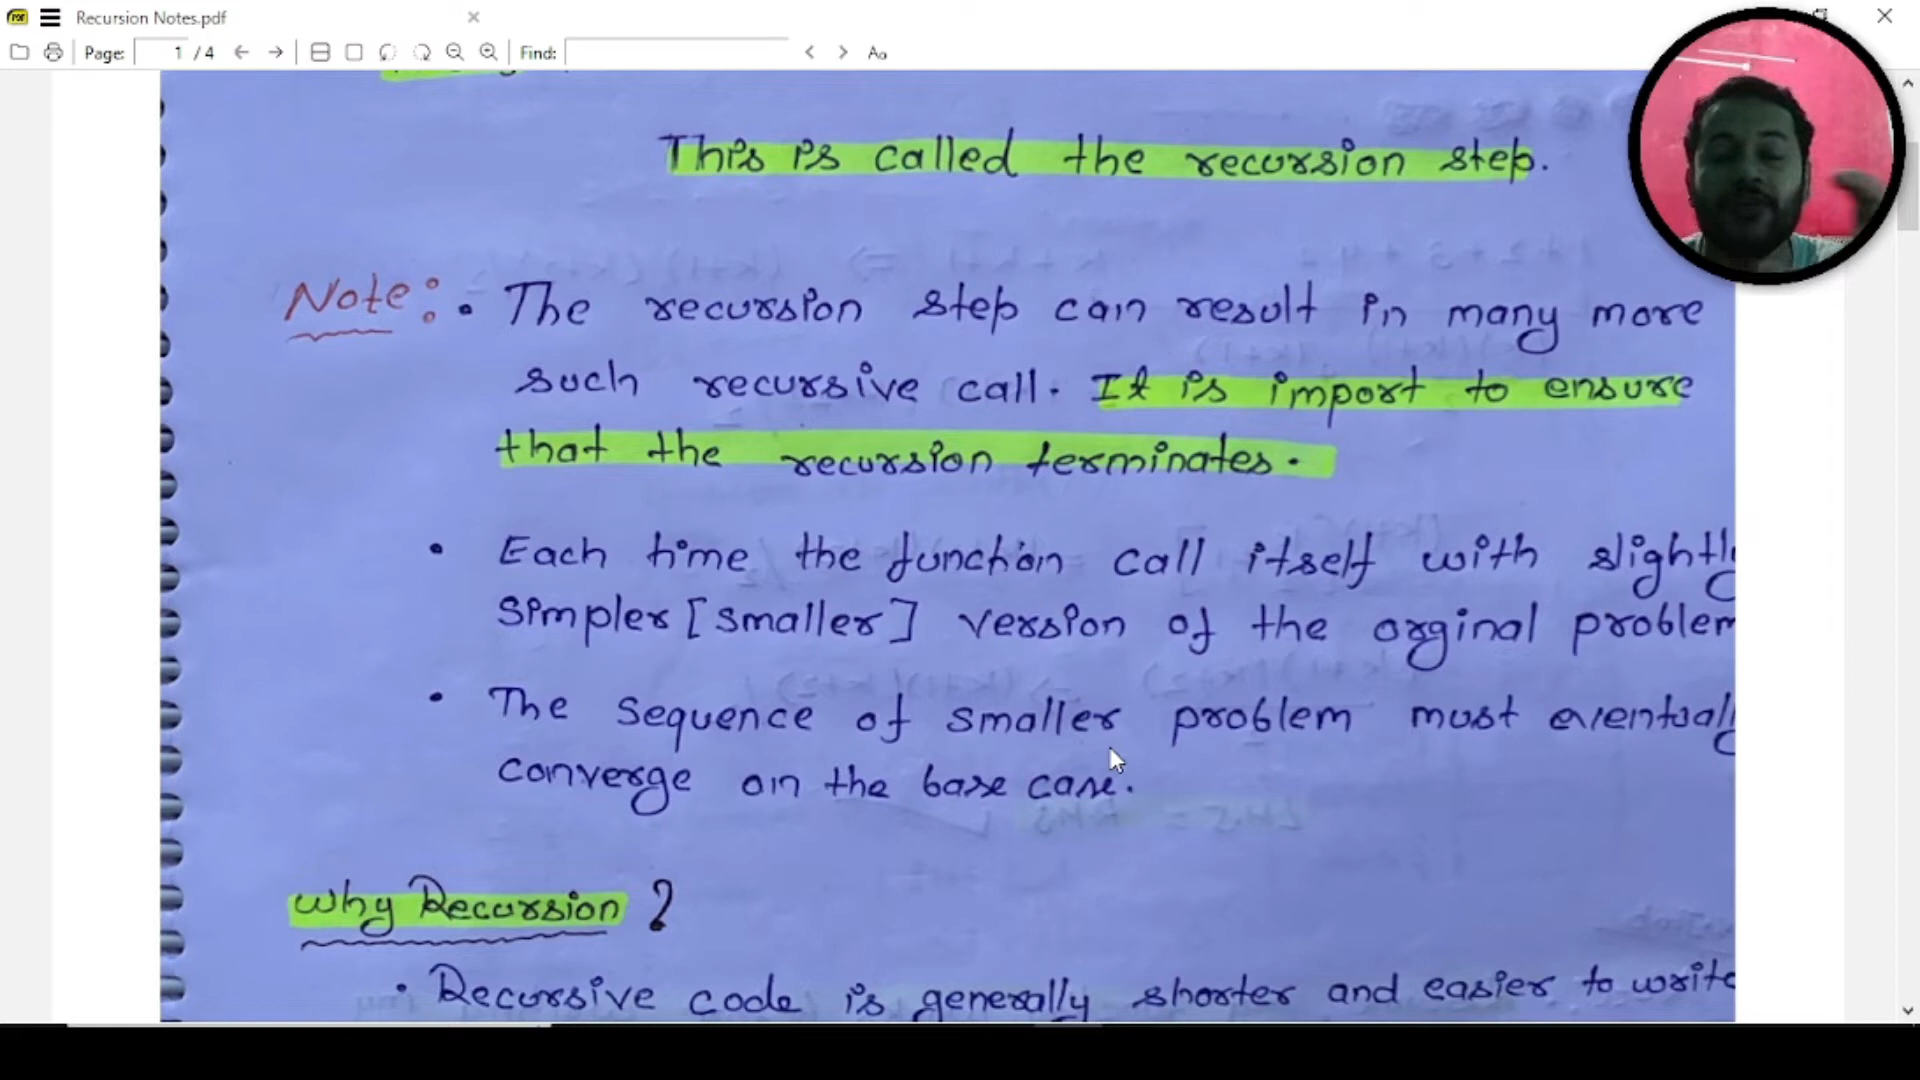 Recursion Notes.pdf
Page: 1 / 4 Find: Aa
This is called the recursion step.
Note: • The recursion step can result in many more
such recursive call. It is import to ensure
that the recursion terminates.
• Each time the function call itself with slightly
simpler [smaller] version of the orginal problem
• The sequence of smaller problem must eventually
converge on the base case.
Why Recursion ?
• Recursive code is generally shorter and easier to write